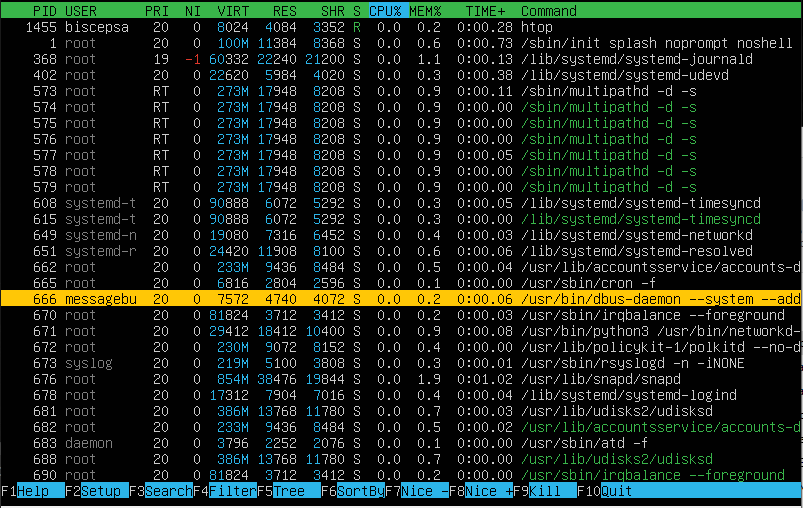 PID USER PRI NI VIRT RES SHR S CPU% MEM% TIME+ Command
1455 biscepsa 20 0 8024 4084 3352 R 0.0 0.2 0:00.28 htop
1 root 20 0 100M 11384 8368 S 0.0 0.6 0:00.73 /sbin/init splash noprompt noshell
368 root 19 -1 60332 22240 21200 S 0.0 1.1 0:00.13 /lib/systemd/systemd-journald
402 root 20 0 22620 5984 4020 S 0.0 0.3 0:00.38 /lib/systemd/systemd-udevd
573 root RT 0 273M 17948 8208 S 0.0 0.9 0:00.11 /sbin/multipathd -d -s
574 root RT 0 273M 17948 8208 S 0.0 0.9 0:00.00 /sbin/multipathd -d -s
575 root RT 0 273M 17948 8208 S 0.0 0.9 0:00.00 /sbin/multipathd -d -s
576 root RT 0 273M 17948 8208 S 0.0 0.9 0:00.00 /sbin/multipathd -d -s
577 root RT 0 273M 17948 8208 S 0.0 0.9 0:00.05 /sbin/multipathd -d -s
578 root RT 0 273M 17948 8208 S 0.0 0.9 0:00.00 /sbin/multipathd -d -s
579 root RT 0 273M 17948 8208 S 0.0 0.9 0:00.00 /sbin/multipathd -d -s
608 systemd-t 20 0 90888 6072 5292 S 0.0 0.3 0:00.05 /lib/systemd/systemd-timesyncd
615 systemd-t 20 0 90888 6072 5292 S 0.0 0.3 0:00.00 /lib/systemd/systemd-timesyncd
649 systemd-n 20 0 19080 7316 6452 S 0.0 0.4 0:00.03 /lib/systemd/systemd-networkd
651 systemd-r 20 0 24420 11908 8100 S 0.0 0.6 0:00.06 /lib/systemd/systemd-resolved
662 root 20 0 233M 9436 8484 S 0.0 0.5 0:00.04 /usr/lib/accountsservice/accounts-d
665 root 20 0 6816 2804 2596 S 0.0 0.1 0:00.00 /usr/sbin/cron -f
666 messagebu 20 0 7572 4740 4072 S 0.0 0.2 0:00.06 /usr/bin/dbus-daemon --system --add
670 root 20 0 81824 3712 3412 S 0.0 0.2 0:00.01 /usr/sbin/irqbalance --foreground
671 root 20 0 29412 18412 10400 S 0.0 0.9 0:00.08 /usr/bin/python3 /usr/bin/networkd-
672 root 20 0 230M 9072 8152 S 0.0 0.4 0:00.00 /usr/lib/policykit-1/polkitd --no-d
673 syslog 20 0 219M 5100 3808 S 0.0 0.3 0:00.01 /usr/sbin/rsyslogd -n -iNONE
676 root 20 0 854M 38476 19844 S 0.0 1.9 0:01.02 /usr/lib/snapd/snapd
678 root 20 0 17312 7904 7016 S 0.0 0.4 0:00.04 /lib/systemd/systemd-logind
681 root 20 0 386M 13768 11780 S 0.0 0.7 0:00.03 /usr/lib/udisks2/udisksd
682 root 20 0 233M 9436 8484 S 0.0 0.5 0:00.02 /usr/lib/accountsservice/accounts-d
683 daemon 20 0 3796 2252 2076 S 0.0 0.1 0:00.00 /usr/sbin/atd -f
688 root 20 0 386M 13768 11780 S 0.0 0.7 0:00.00 /usr/lib/udisks2/udisksd
690 root 20 0 81824 3712 3412 S 0.0 0.2 0:00.00 /usr/sbin/irqbalance --foreground
F1Help F2Setup F3SearchF4FilterF5Tree F6SortByF7Nice -F8Nice +F9Kill F10Quit